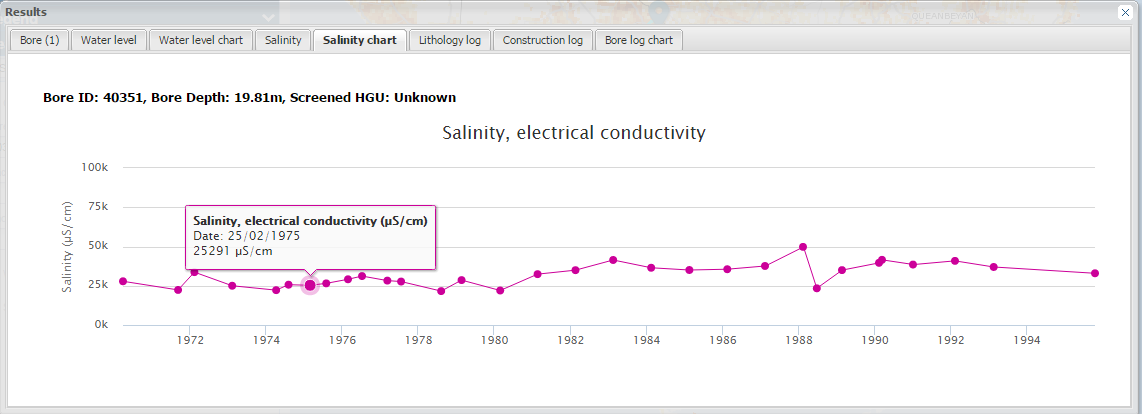 Results
QUEANBEYAN
Bore (1) Water level Water level chart Salinity Salinity chart Lithology log Construction log Bore log chart
Bore ID: 40351, Bore Depth: 19.81m, Screened HGU: Unknown
Salinity, electrical conductivity
Salinity (µS/cm)
100k
75k
50k
25k
0k
Salinity, electrical conductivity (µS/cm)
Date: 25/02/1975
25291 µS/cm
1972 1974 1976 1978 1980 1982 1984 1986 1988 1990 1992 1994